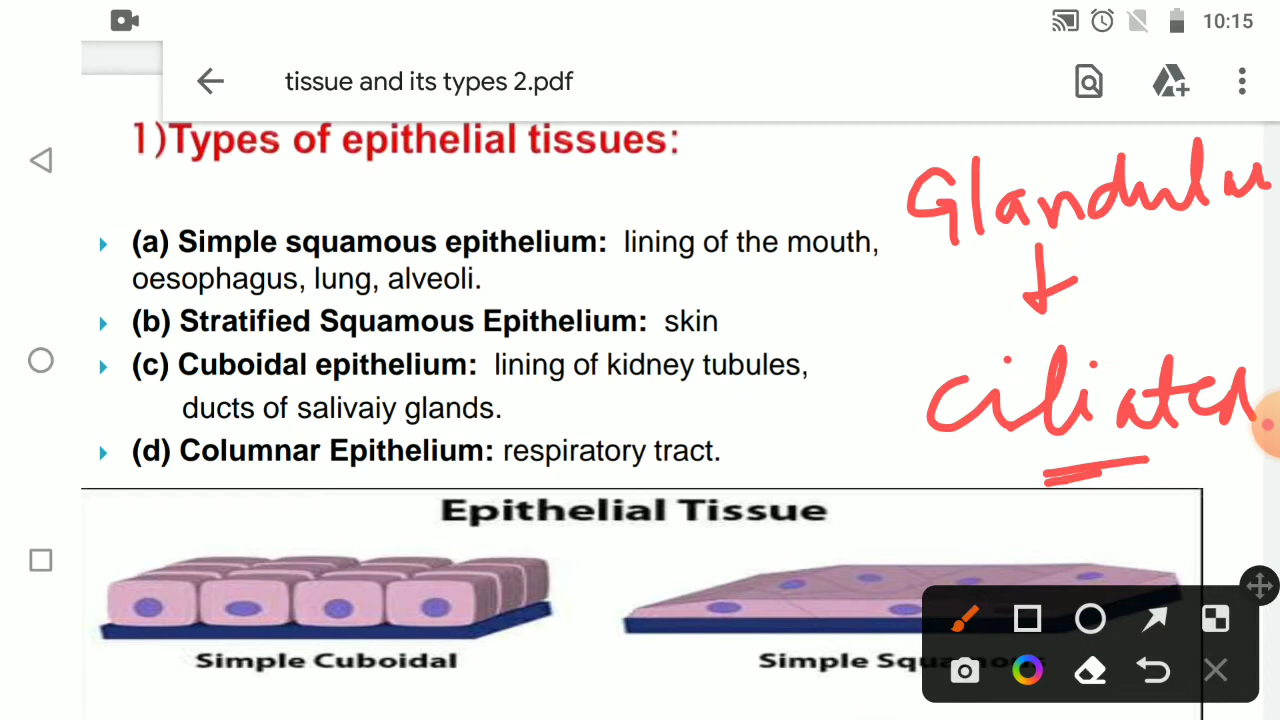 10:15
tissue and its types 2.pdf
1)Types of epithelial tissues:
(a) Simple squamous epithelium: lining of the mouth,
oesophagus, lung, alveoli.
(b) Stratified Squamous Epithelium: skin
(c) Cuboidal epithelium: lining of kidney tubules,
ducts of salivaiy glands.
(d) Columnar Epithelium: respiratory tract.
Epithelial Tissue
Simple Cuboidal
Simple Squamous
Ciliated